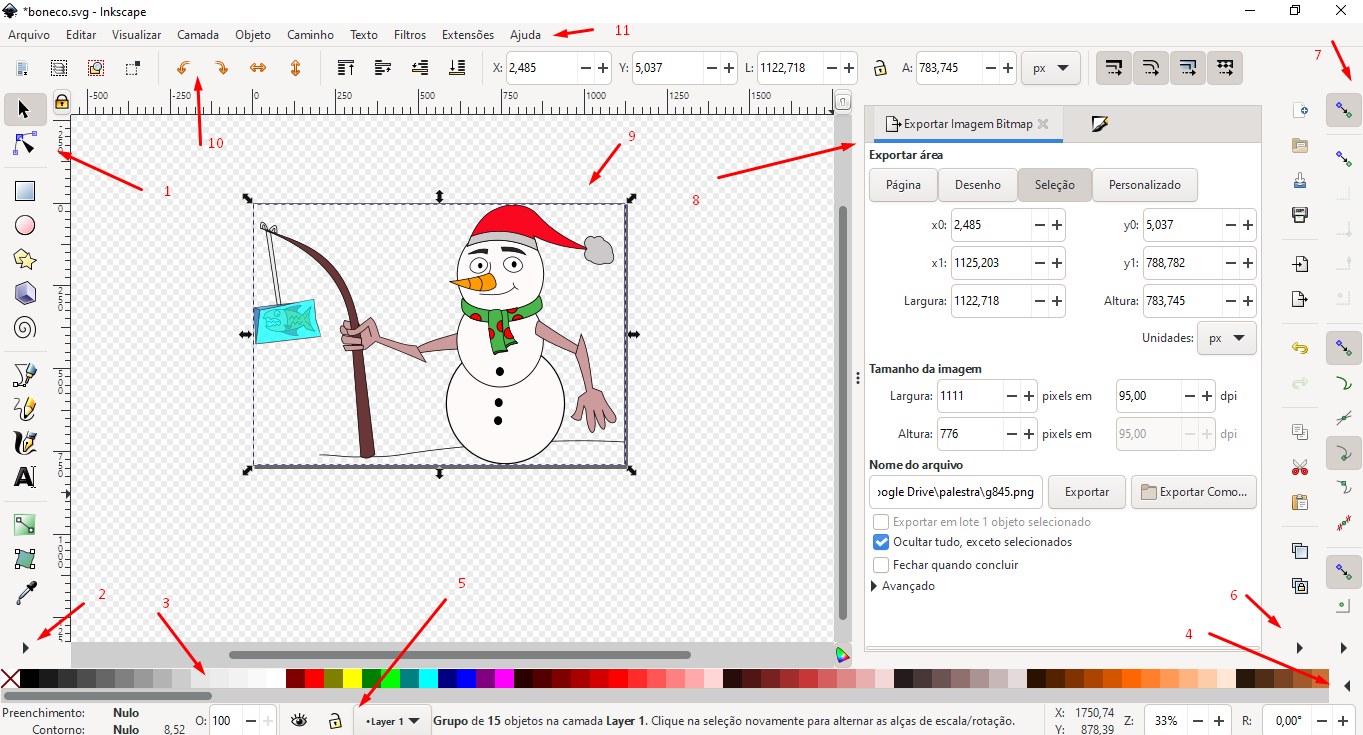 *boneco.svg - Inkscape
Arquivo Editar Visualizar Camada Objeto Caminho Texto Filtros Extensões Ajuda 11
7
X: 2,485 Y: 5,037 L: 1122,718 A: 783,745 px
-500 -250 0 250 500 750 1000 1250 1500
10
9
1
8
Exportar Imagem Bitmap
Exportar área
Página Desenho Seleção Personalizado
x0: 2,485 y0: 5,037
x1: 1125,203 y1: 788,782
Largura: 1122,718 Altura: 783,745
Unidades: px
Tamanho da imagem
Largura: 1111 pixels em 95,00 dpi
Altura: 776 pixels em 95,00 dpi
Nome do arquivo
oogle Drive\palestra\g845.png Exportar Exportar Como...
Exportar em lote 1 objeto selecionado
Ocultar tudo, exceto selecionados
Fechar quando concluir
Avançado
0
250
500
750
1000
A
2
3
5
6
4
Preenchimento: Nulo
Contorno: Nulo 8,52
O: 100
•Layer 1
Grupo de 15 objetos na camada Layer 1. Clique na seleção novamente para alternar as alças de escala/rotação.
X: 1750,74
Y: 878,39
Z: 33% R: 0,00°